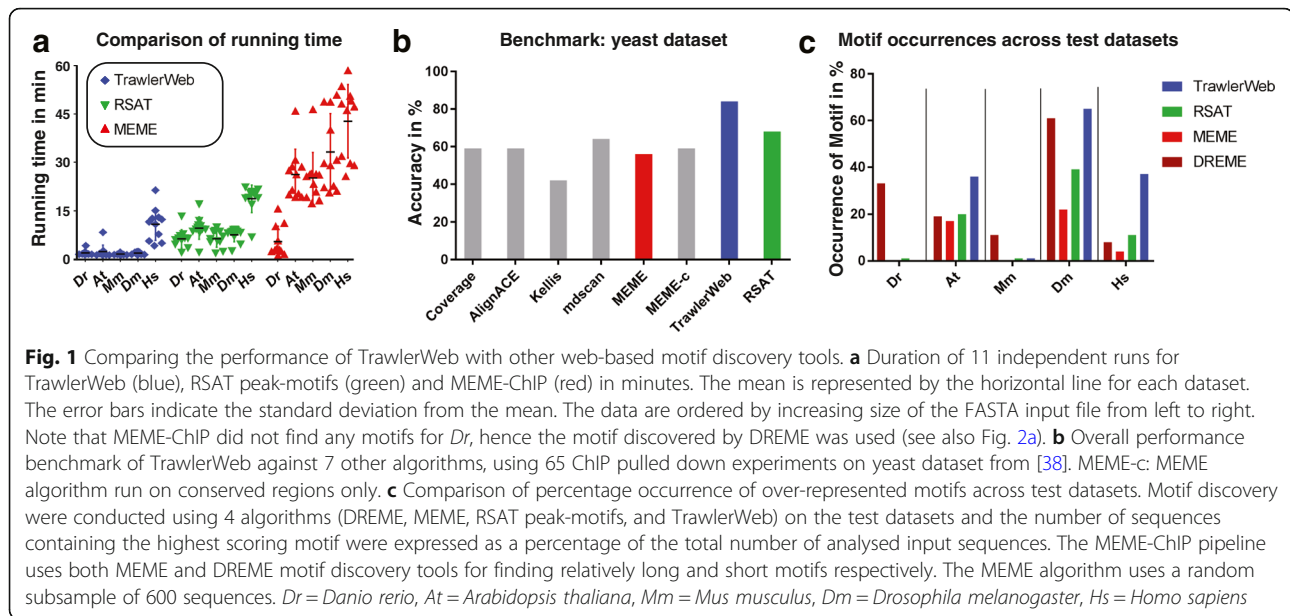 a Comparison of running time
Running time in min
60
45
30
15
0
TrawlerWeb
RSAT
MEME
Dr
At
Mm
Dm
Hs
Dr
At
Mm
Dm
Hs
Dr
At
Mm
Dm
Hs
b Benchmark: yeast dataset
Accuracy in %
100
80
60
40
20
0
Coverage
AlignACE
Kellis
mdscan
MEME
MEME-c
TrawlerWeb
RSAT
c Motif occurrences across test datasets
Occurrence of Motif in %
80
60
40
20
0
Dr
At
Mm
Dm
Hs
TrawlerWeb
RSAT
MEME
DREME
Fig. 1 Comparing the performance of TrawlerWeb with other web-based motif discovery tools. a Duration of 11 independent runs for
TrawlerWeb (blue), RSAT peak-motifs (green) and MEME-ChIP (red) in minutes. The mean is represented by the horizontal line for each dataset.
The error bars indicate the standard deviation from the mean. The data are ordered by increasing size of the FASTA input file from left to right.
Note that MEME-ChIP did not find any motifs for Dr, hence the motif discovered by DREME was used (see also Fig. 2a). b Overall performance
benchmark of TrawlerWeb against 7 other algorithms, using 65 ChIP pulled down experiments on yeast dataset from [38]. MEME-c: MEME
algorithm run on conserved regions only. c Comparison of percentage occurrence of over-represented motifs across test datasets. Motif discovery
were conducted using 4 algorithms (DREME, MEME, RSAT peak-motifs, and TrawlerWeb) on the test datasets and the number of sequences
containing the highest scoring motif were expressed as a percentage of the total number of analysed input sequences. The MEME-ChIP pipeline
uses both MEME and DREME motif discovery tools for finding relatively long and short motifs respectively. The MEME algorithm uses a random
subsample of 600 sequences. Dr = Danio rerio, At = Arabidopsis thaliana, Mm = Mus musculus, Dm = Drosophila melanogaster, Hs = Homo sapiens